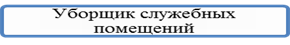 Уборщик служебных
помещений